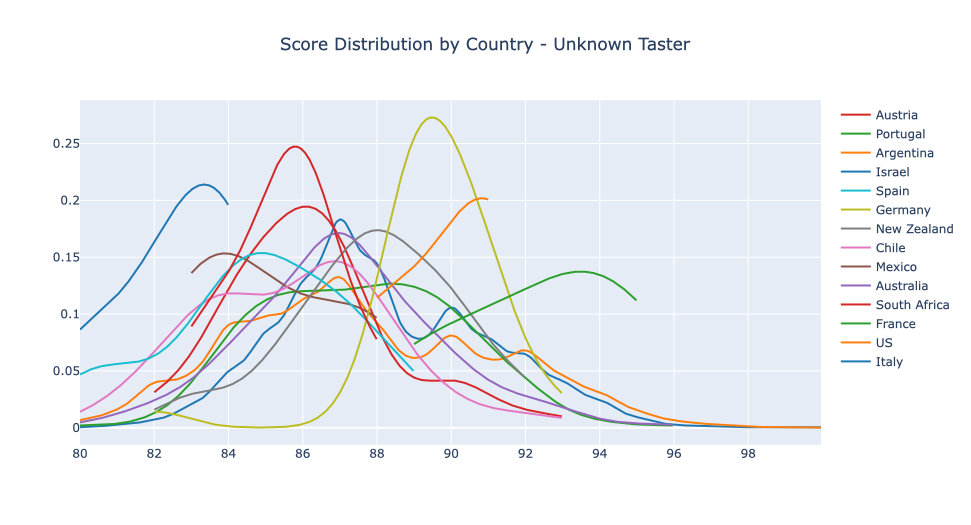 Score Distribution by Country - Unknown Taster
0.25
0.2
0.15
0.1
0.05
0
80 82 84 86 88 90 92 94 96 98
Austria
Portugal
Argentina
Israel
Spain
Germany
New Zealand
Chile
Mexico
Australia
South Africa
France
US
Italy